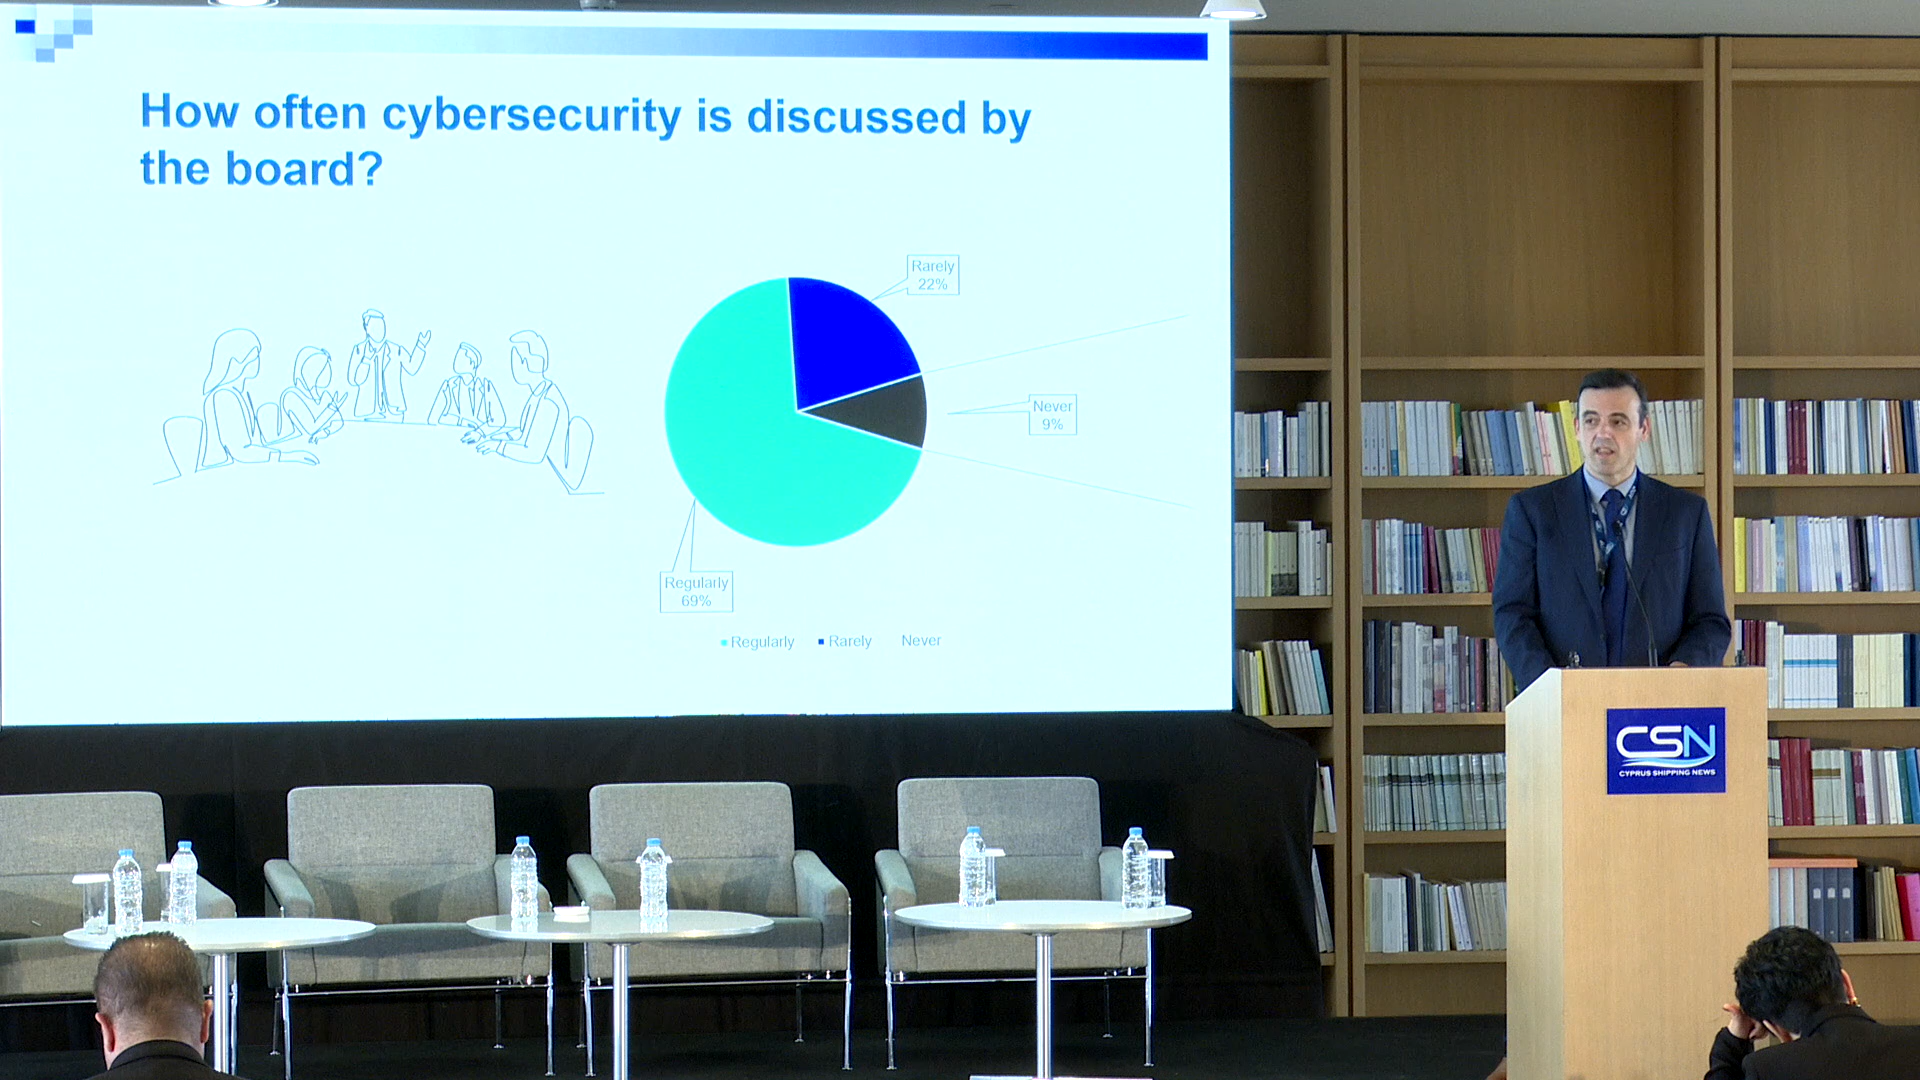 How often cybersecurity is discussed by
the board?
Rarely
22%
Never
9%
Regularly
69%
Regularly
Rarely
Never
CSN
CYPRUS SHIPPING NEWS